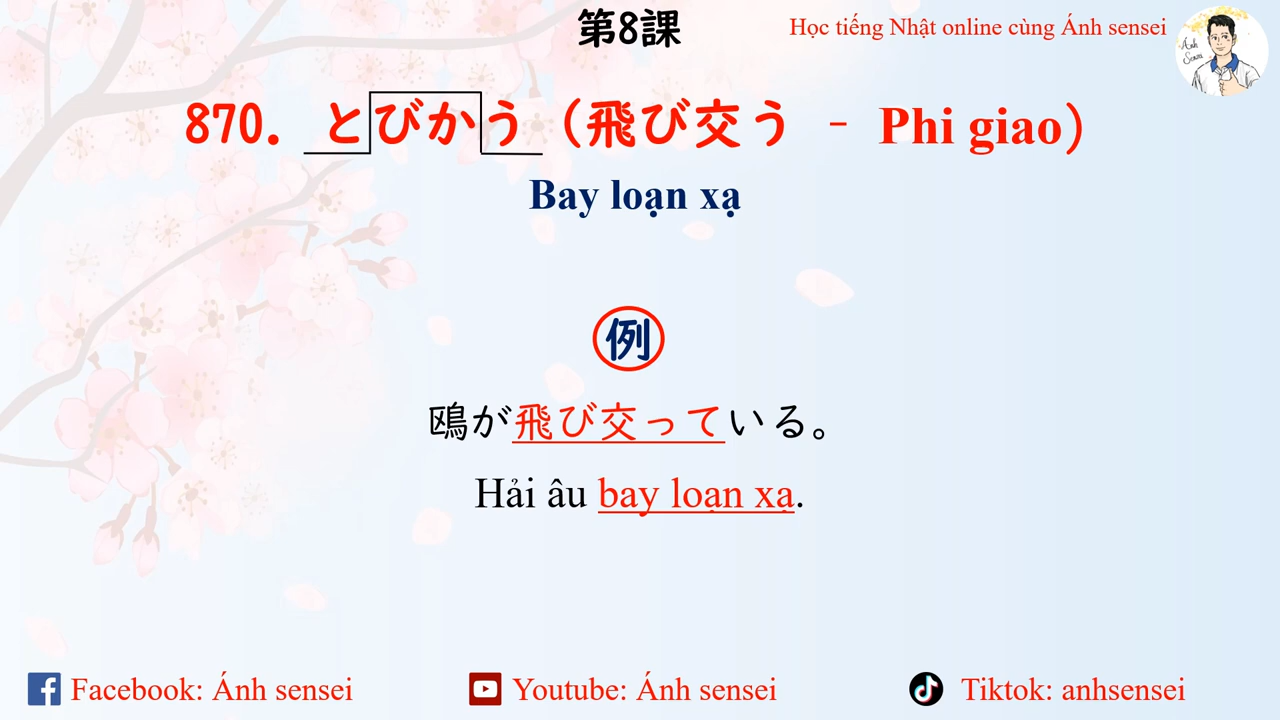 第8課
Học tiếng Nhật online cùng Ánh sensei
Ánh Sensei
870. とびかう (飛び交う - Phi giao)
Bay loạn xạ
例
鴎が飛び交っている。
Hải âu bay loạn xạ.
Facebook: Ánh sensei
Youtube: Ánh sensei
Tiktok: anhsensei